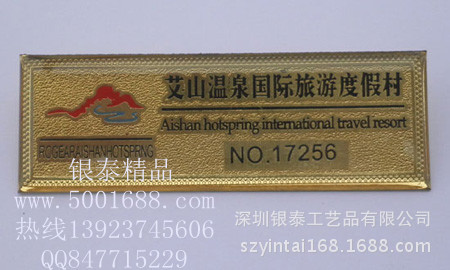 艾山温泉国际旅游度假村
Aishan hotspring international travel resort
ROGEARAISHANHOTSPRNG
NO.17256
银泰精品
www.5001688.com
热线13923745606
QQ847715229
深圳银泰工艺品有限公司
szyintai168.1688.com